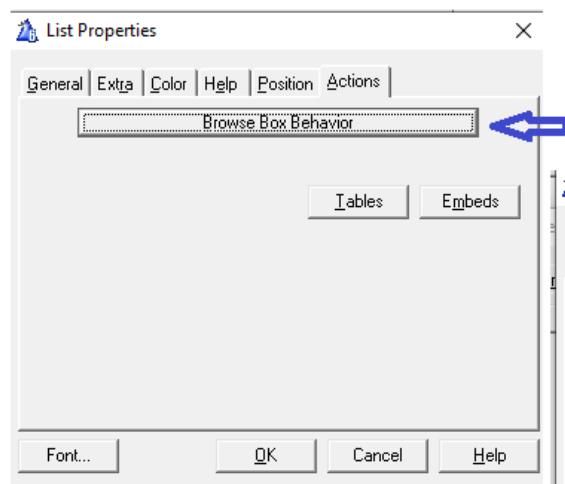 List Properties
General Extra Color Help Position Actions
Browse Box Behavior
Tables Embeds
Font... OK Cancel Help